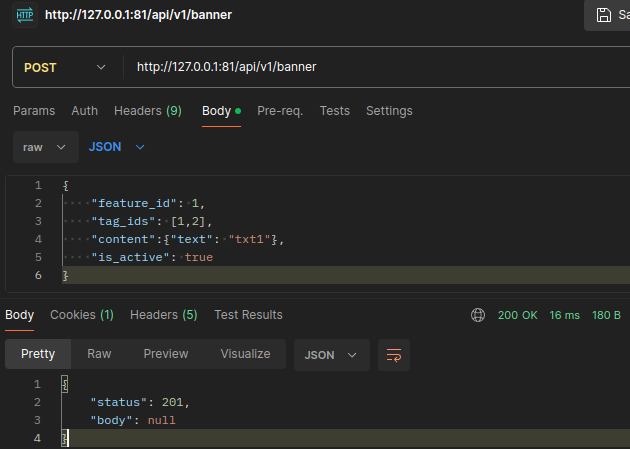 HTTP http://127.0.0.1:81/api/v1/banner
POST http://127.0.0.1:81/api/v1/banner
Params Auth Headers (9) Body Pre-req. Tests Settings
raw JSON
1 {
2 "feature_id": 1,
3 "tag_ids": [1,2],
4 "content":{"text": "txt1"},
5 "is_active": true
6 }
Body Cookies (1) Headers (5) Test Results 200 OK 16 ms 180 B
Pretty Raw Preview Visualize JSON
1 {
2 "status": 201,
3 "body": null
4 }